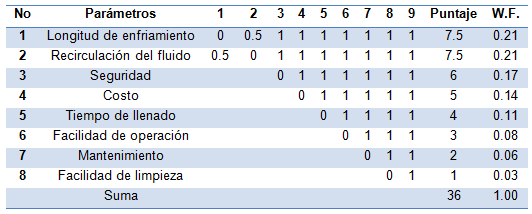 No Parámetros 1 2 3 4 5 6 7 8 9 Puntaje W.F.
1 Longitud de enfriamiento 0 0.5 1 1 1 1 1 1 1 7.5 0.21
2 Recirculación del fluido 0.5 0 1 1 1 1 1 1 1 7.5 0.21
3 Seguridad 0 1 1 1 1 1 1 6 0.17
4 Costo 0 1 1 1 1 1 5 0.14
5 Tiempo de llenado 0 1 1 1 1 4 0.11
6 Facilidad de operación 0 1 1 1 3 0.08
7 Mantenimiento 0 1 1 2 0.06
8 Facilidad de limpieza 0 1 1 0.03
Suma 36 1.00